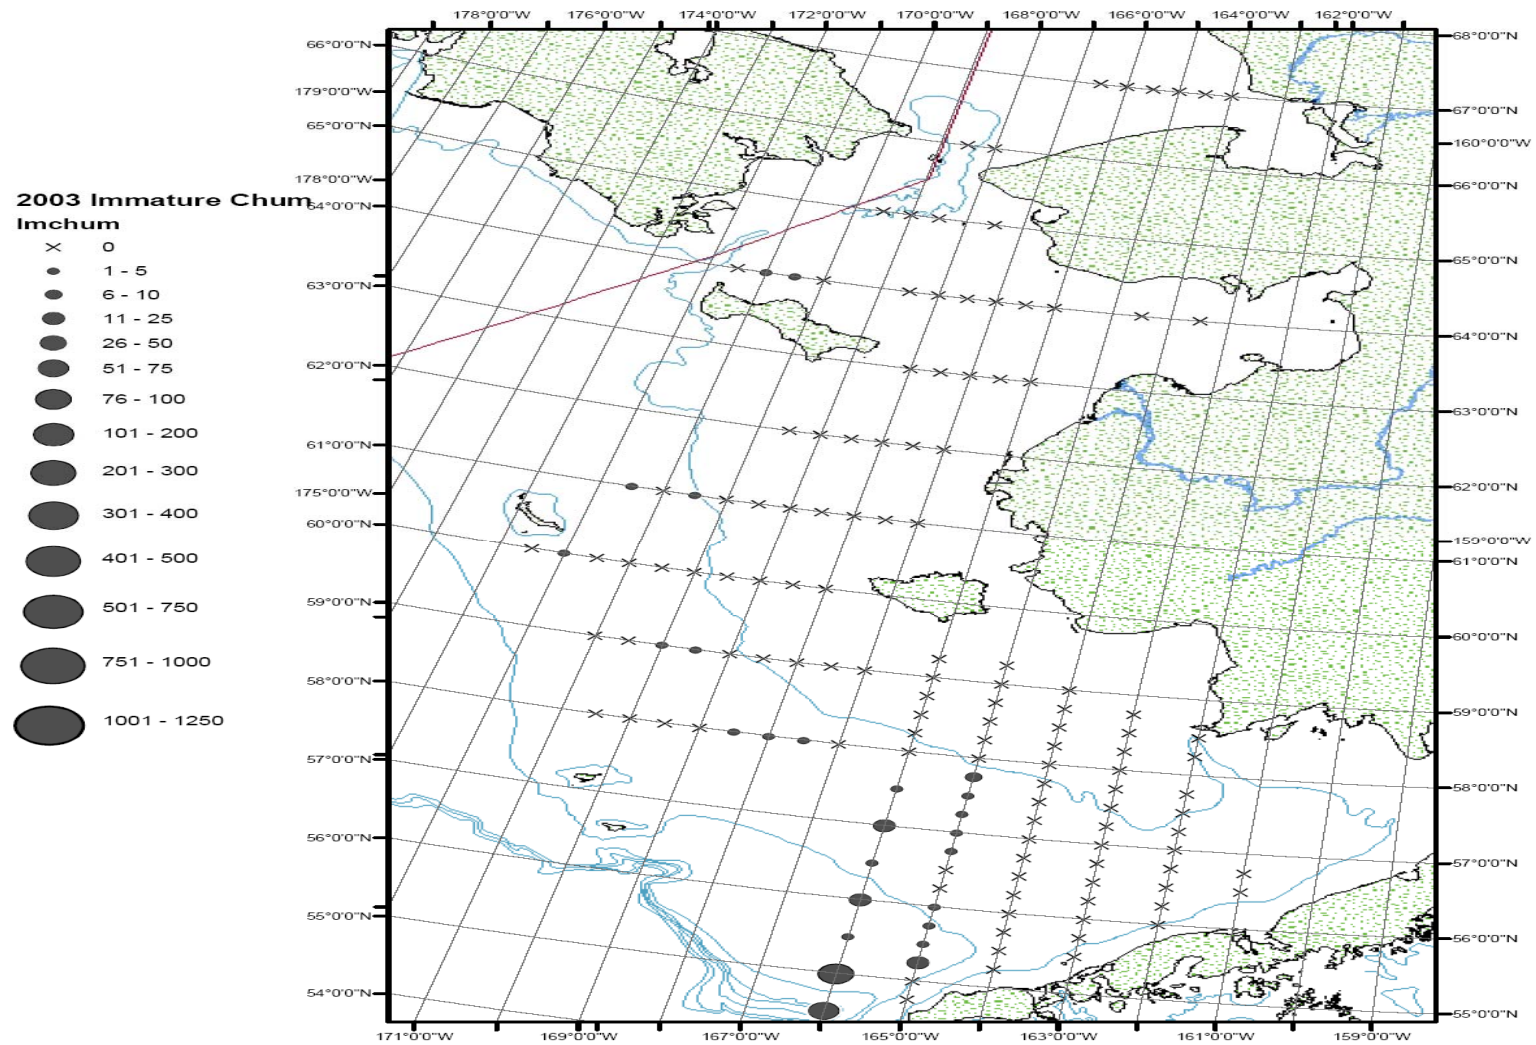 178°0'0"W 176°0'0"W 174°0'0"W 172°0'0"W 170°0'0"W 168°0'0"W 166°0'0"W 164°0'0"W 162°0'0"W
66°0'0"N
179°0'0"W
65°0'0"N
178°0'0"W
64°0'0"N
63°0'0"N
62°0'0"N
61°0'0"N
175°0'0"W
60°0'0"N
59°0'0"N
58°0'0"N
57°0'0"N
56°0'0"N
55°0'0"N
54°0'0"N
2003 Immature Chum
Imchum
0
1 - 5
6 - 10
11 - 25
26 - 50
51 - 75
76 - 100
101 - 200
201 - 300
301 - 400
401 - 500
501 - 750
751 - 1000
1001 - 1250
68°0'0"N
67°0'0"N
160°0'0"W
66°0'0"N
65°0'0"N
64°0'0"N
63°0'0"N
62°0'0"N
159°0'0"W
61°0'0"N
60°0'0"N
59°0'0"N
58°0'0"N
57°0'0"N
56°0'0"N
55°0'0"N
171°0'0"W 169°0'0"W 167°0'0"W 165°0'0"W 163°0'0"W 161°0'0"W 159°0'0"W